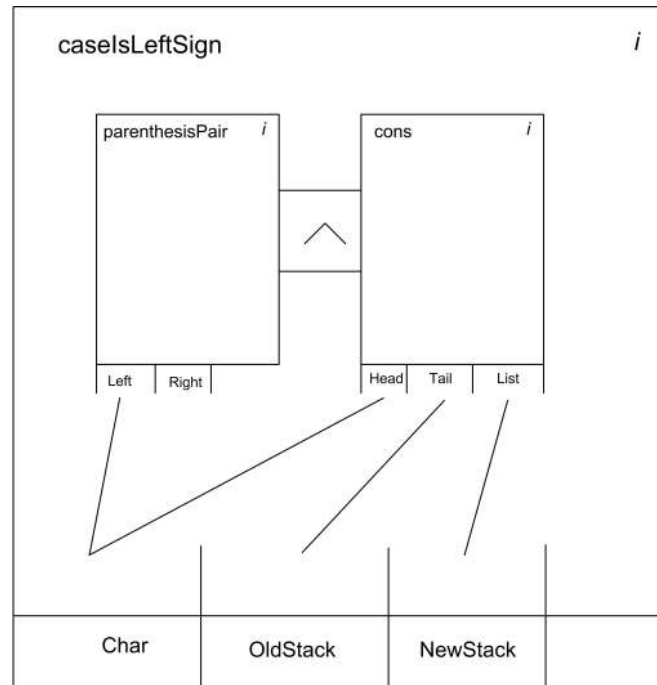 caseIsLeftSign i
parenthesisPair i cons i
Left Right Head Tail List
Char OldStack NewStack